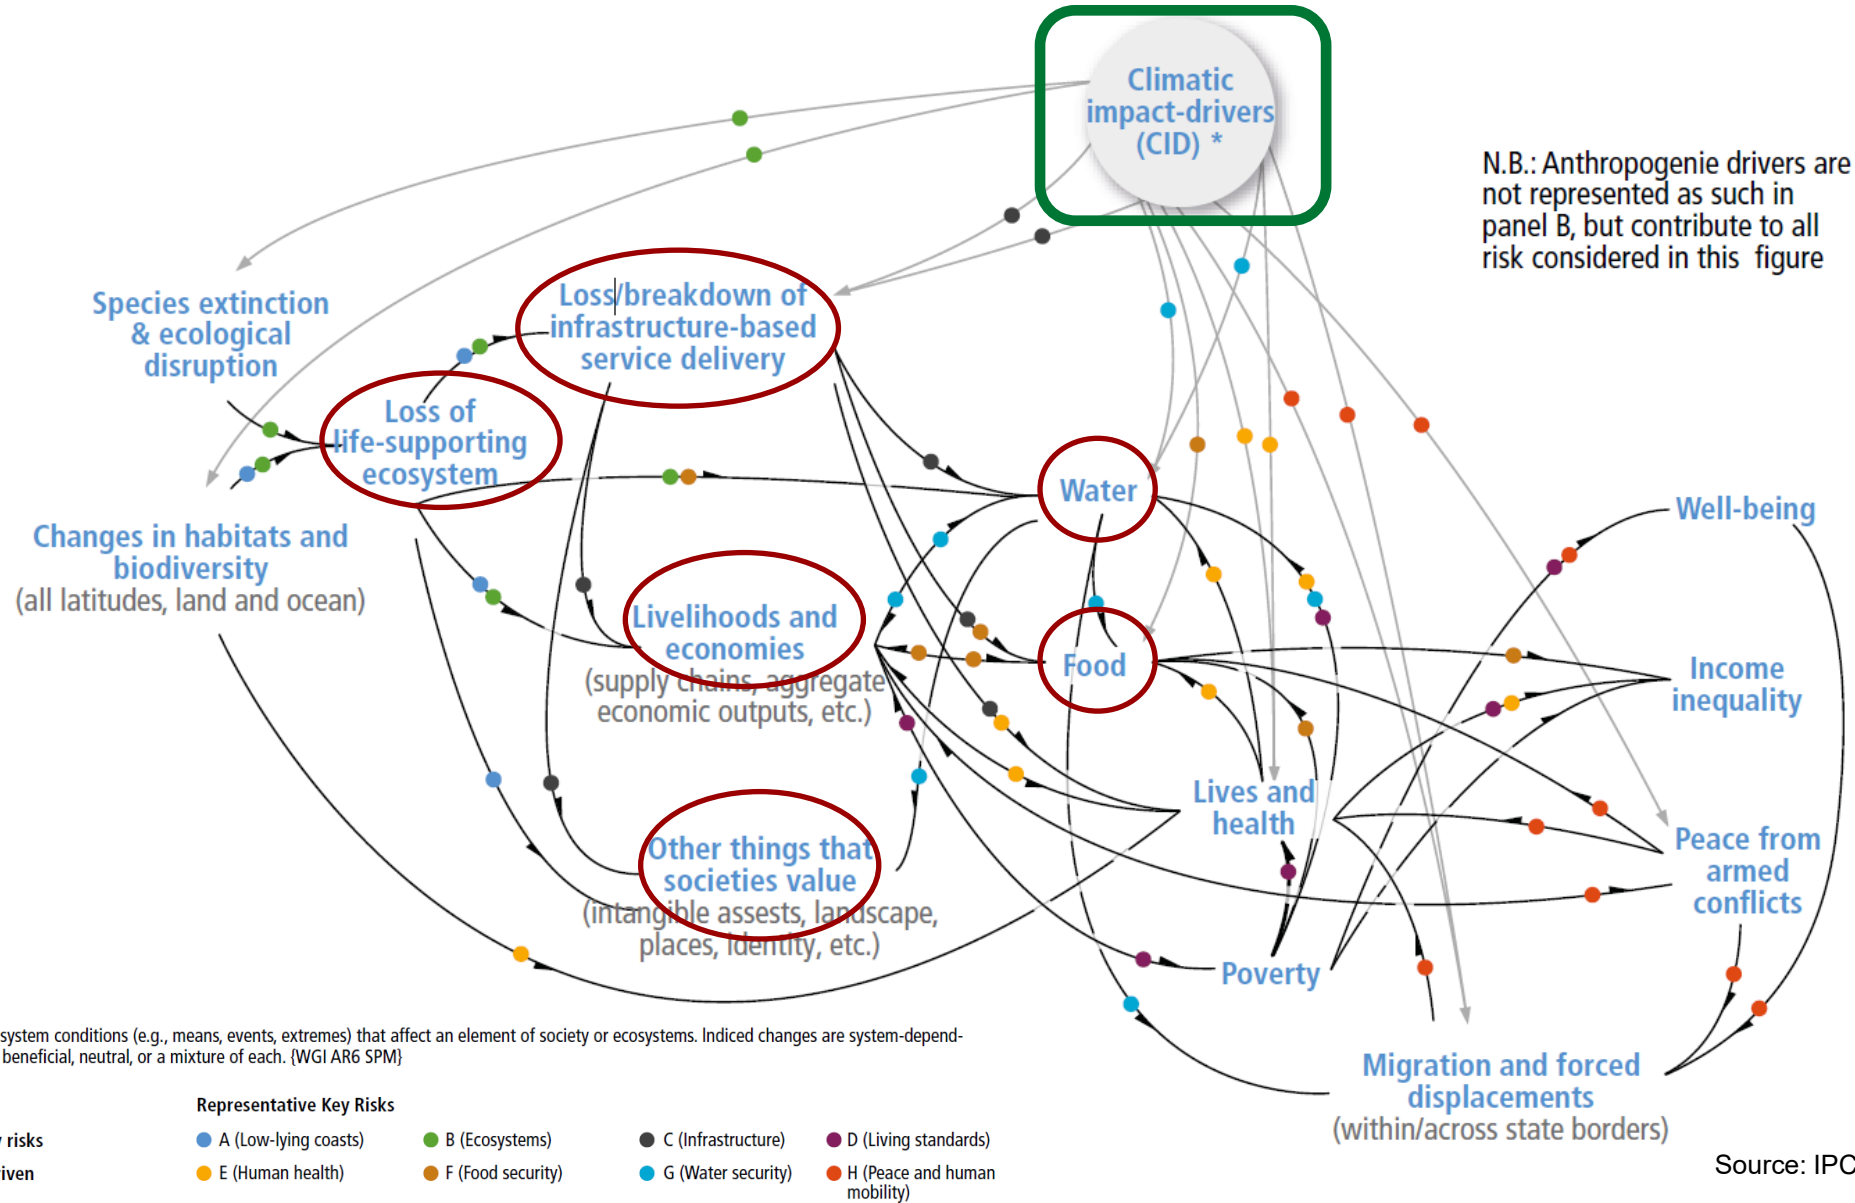 Climatic
impact-drivers
(CID) *
N.B.: Anthropogenie drivers are
not represented as such in
panel B, but contribute to all
risk considered in this figure
Species extinction
& ecological
disruption
Loss/breakdown of
infrastructure-based
service delivery
Loss of
life-supporting
ecosystem
Water
Well-being
Changes in habitats and
biodiversity
(all latitudes, land and ocean)
Livelihoods and
economies
(supply chains, aggregate
economic outputs, etc.)
Food
Income
inequality
Lives and
health
Other things that
societies value
(intangible assests, landscape,
places, identity, etc.)
Peace from
armed
conflicts
Poverty
Migration and forced
displacements
(within/across state borders)
system conditions (e.g., means, events, extremes) that affect an element of society or ecosystems. Indiced changes are system-depend-
beneficial, neutral, or a mixture of each. {WGI AR6 SPM}
Representative Key Risks
risks
A (Low-lying coasts)
B (Ecosystems)
C (Infrastructure)
D (Living standards)
iven
E (Human health)
F (Food security)
G (Water security)
H (Peace and human
mobility)
Source: IPC